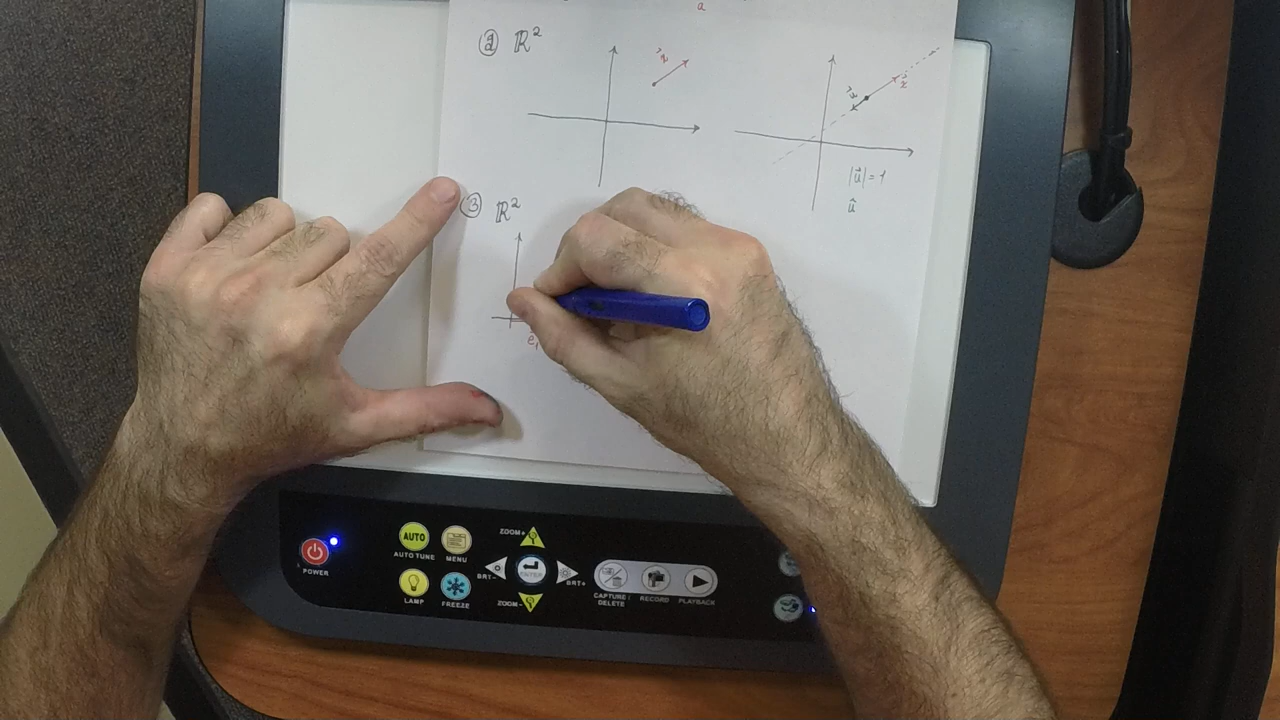 a
② ℝ²
|u⃗| = 1
û
③ ℝ²
e₁
ZOOM+
AUTO
AUTO TUNE
MENU
POWER
BRT-
ENTER
BRT+
LAMP
FREEZE
ZOOM-
CAPTURE / DELETE
RECORD
PLAYBACK